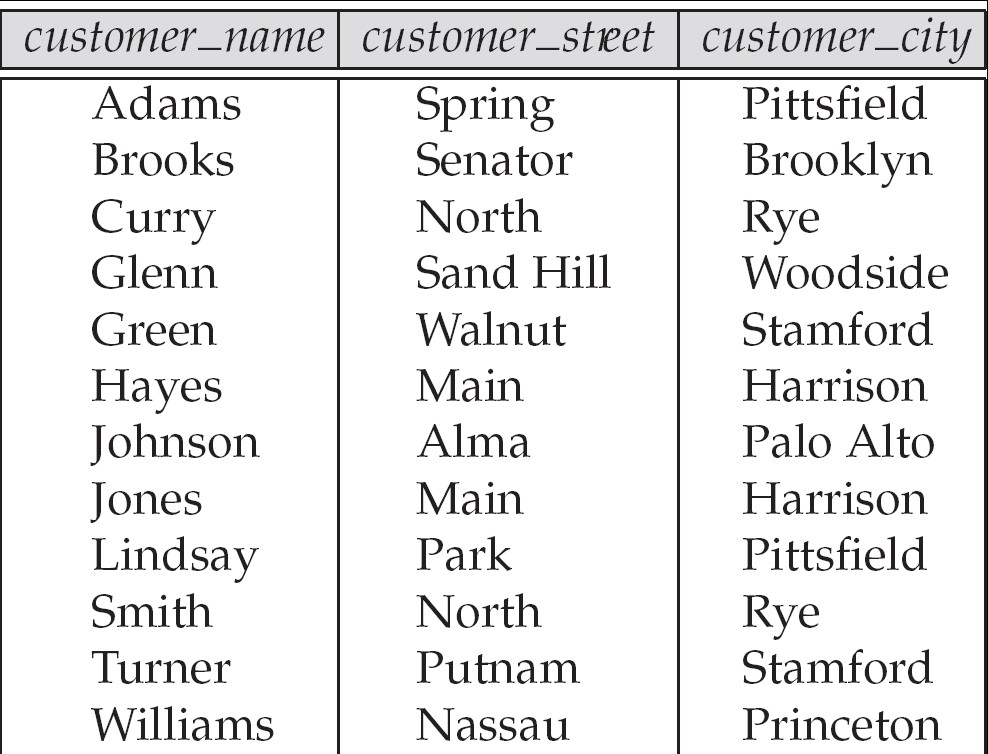 customer_name customer_street customer_city
Adams Spring Pittsfield
Brooks Senator Brooklyn
Curry North Rye
Glenn Sand Hill Woodside
Green Walnut Stamford
Hayes Main Harrison
Johnson Alma Palo Alto
Jones Main Harrison
Lindsay Park Pittsfield
Smith North Rye
Turner Putnam Stamford
Williams Nassau Princeton